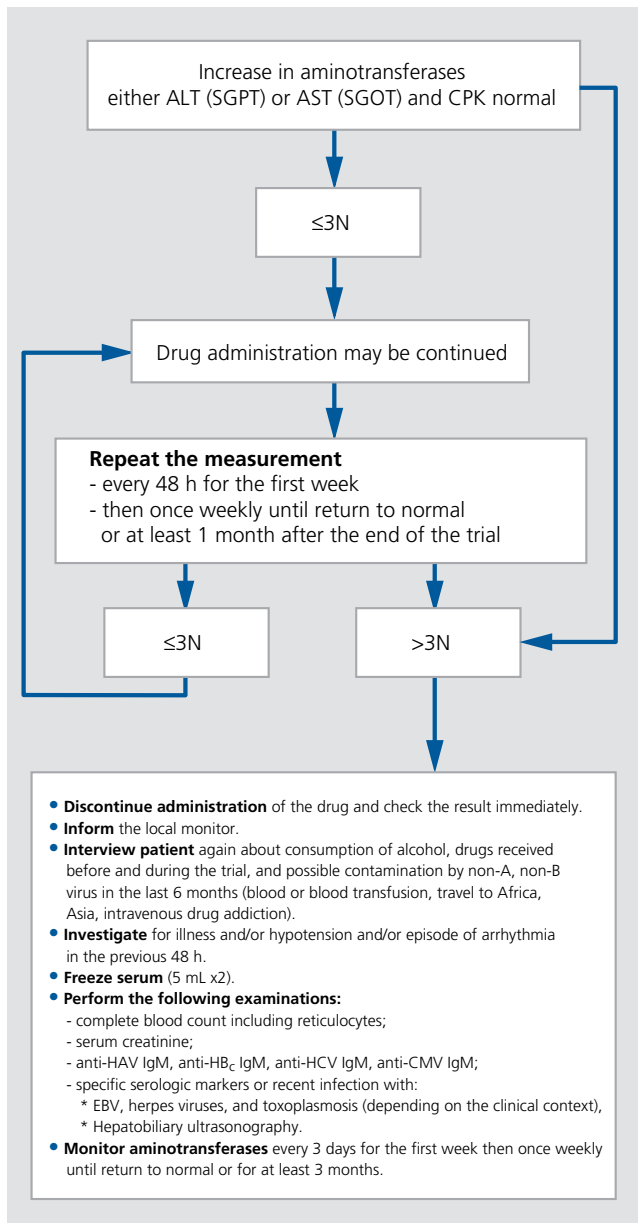 Increase in aminotransferases
either ALT (SGPT) or AST (SGOT) and CPK normal
≤3N
Drug administration may be continued
Repeat the measurement
- every 48 h for the first week
- then once weekly until return to normal
or at least 1 month after the end of the trial
≤3N
>3N
• Discontinue administration of the drug and check the result immediately.
• Inform the local monitor.
• Interview patient again about consumption of alcohol, drugs received
before and during the trial, and possible contamination by non-A, non-B
virus in the last 6 months (blood or blood transfusion, travel to Africa,
Asia, intravenous drug addiction).
• Investigate for illness and/or hypotension and/or episode of arrhythmia
in the previous 48 h.
• Freeze serum (5 mL x2).
• Perform the following examinations:
- complete blood count including reticulocytes;
- serum creatinine;
- anti-HAV IgM, anti-HBc IgM, anti-HCV IgM, anti-CMV IgM;
- specific serologic markers or recent infection with:
* EBV, herpes viruses, and toxoplasmosis (depending on the clinical context),
* Hepatobiliary ultrasonography.
• Monitor aminotransferases every 3 days for the first week then once weekly
until return to normal or for at least 3 months.